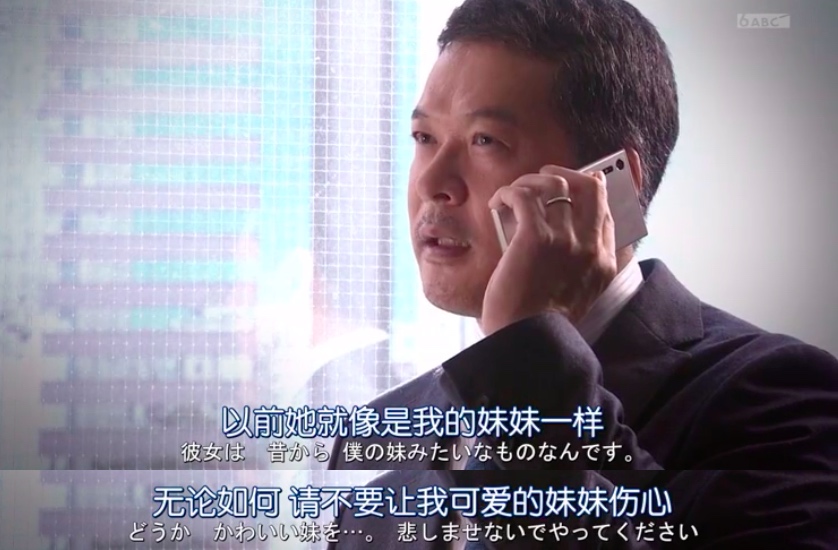 6 ABC
以前她就像是我的妹妹一样
彼女は 昔から 僕の妹みたいなものなんです。
无论如何 请不要让我可爱的妹妹伤心
どうか かわいい妹を…。 悲しませないでやってください